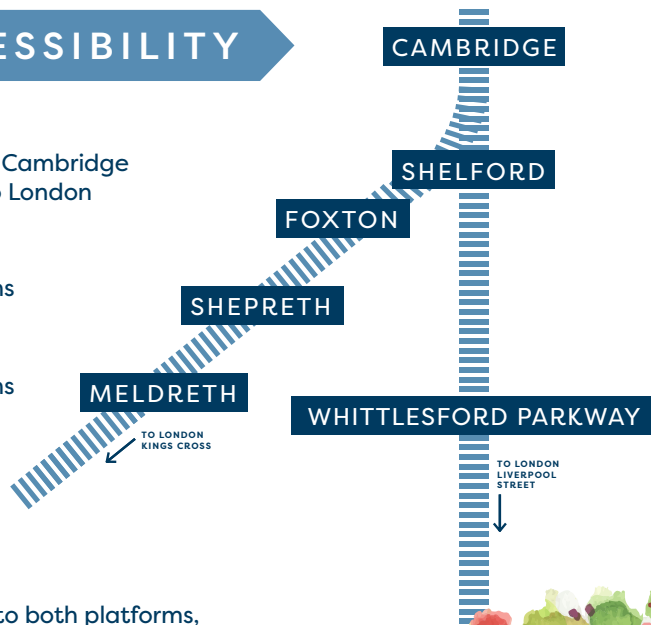 ESSIBILITY
Cambridge
London
ns
ns
to both platforms,
CAMBRIDGE
SHELFORD
FOXTON
SHEPRETH
MELDRETH
TO LONDON
KINGS CROSS
WHITTLESFORD PARKWAY
TO LONDON
LIVERPOOL
STREET